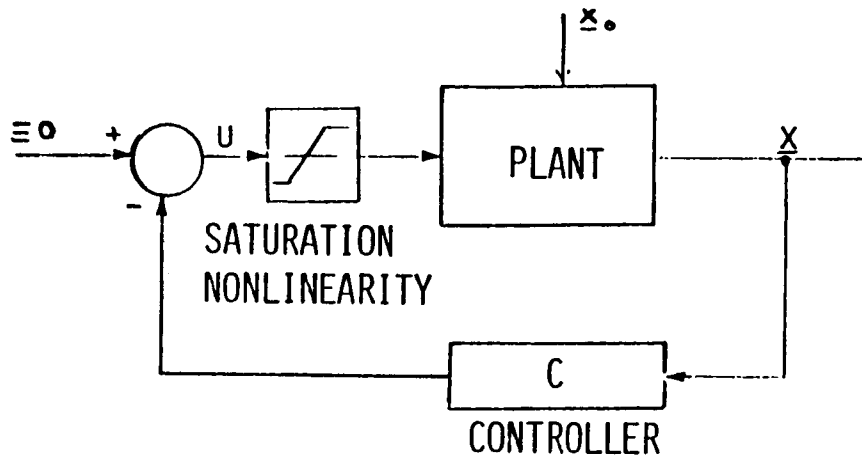 x₀
≡0
+
U
-
PLANT
X
SATURATION
NONLINEARITY
C
CONTROLLER